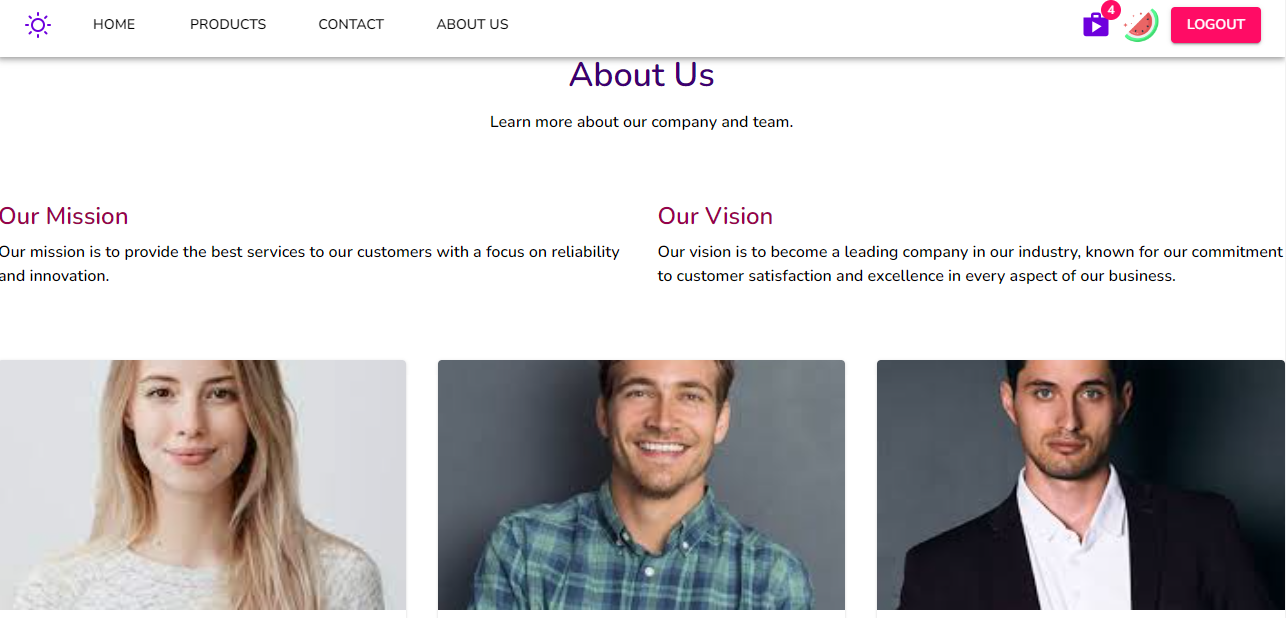 HOME PRODUCTS CONTACT ABOUT US 4 LOGOUT
About Us
Learn more about our company and team.
Our Mission
Our mission is to provide the best services to our customers with a focus on reliability
and innovation.
Our Vision
Our vision is to become a leading company in our industry, known for our commitment
to customer satisfaction and excellence in every aspect of our business.